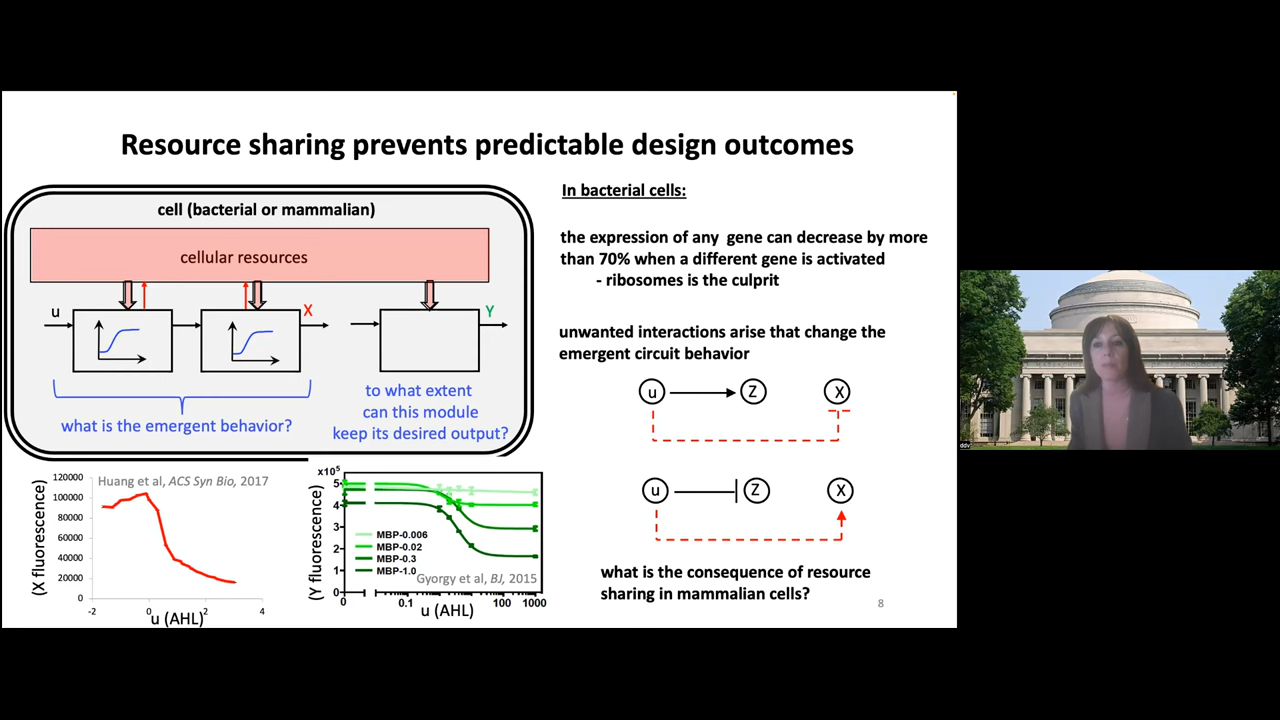 Resource sharing prevents predictable design outcomes
cell (bacterial or mammalian)
cellular resources
u
X
Y
what is the emergent behavior?
to what extent
can this module
keep its desired output?
In bacterial cells:
the expression of any gene can decrease by more
than 70% when a different gene is activated
- ribosomes is the culprit
unwanted interactions arise that change the
emergent circuit behavior
u
Z
X
u
Z
X
what is the consequence of resource
sharing in mammalian cells?
8
(X fluorescence)
120000
100000
80000
60000
40000
20000
0
-2
0
2
4
u (AHL)
Huang et al, ACS Syn Bio, 2017
(Y fluorescence)
x10⁵
5
4
3
2
1
0
MBP-0.006
MBP-0.02
MBP-0.3
MBP-1.0
Gyorgy et al, BJ, 2015
0
0.1
10
100
1000
u (AHL)
ddv